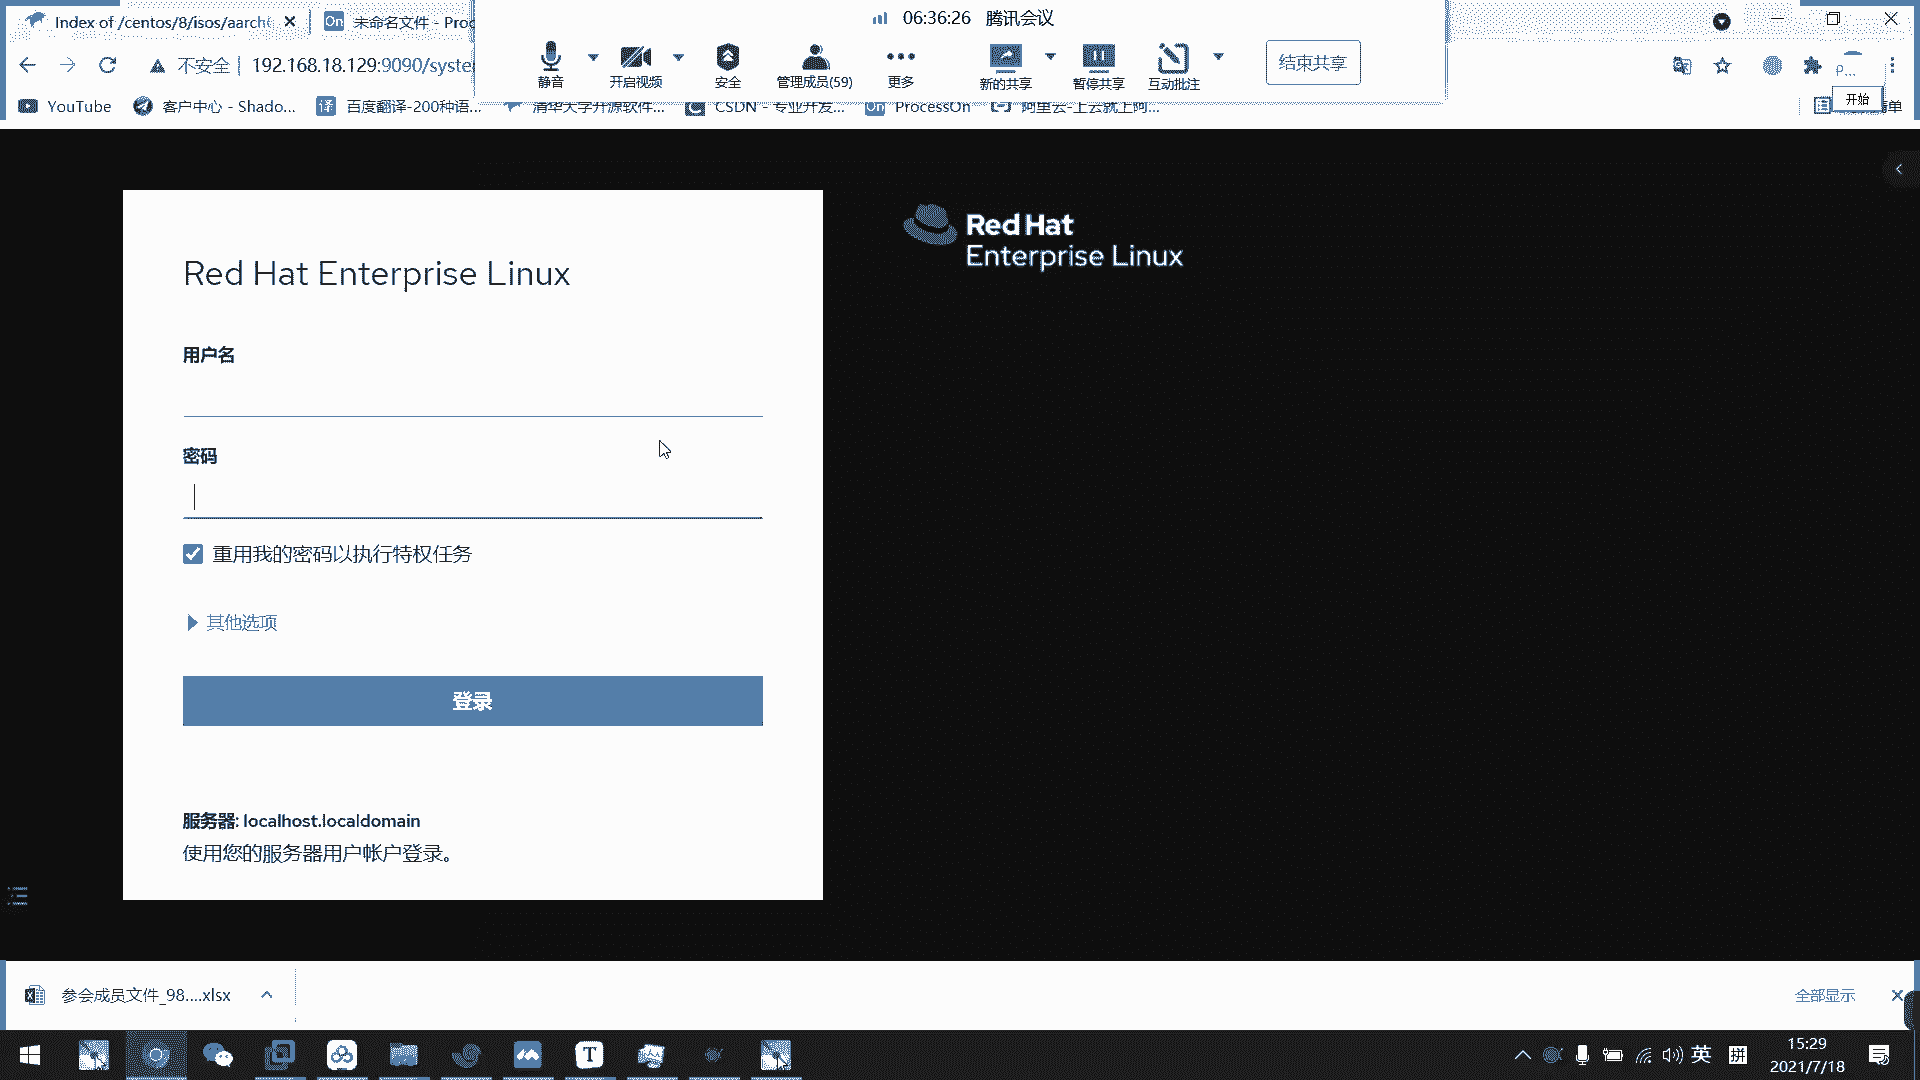 Index of /centos/8/isos/aarch
On 未命名文件 - Proc
06:36:26 腾讯会议
不安全 192.168.18.129:9090/syste
静音
开启视频
安全
管理成员(59)
更多
新的共享
暂停共享
互动批注
结束共享
P...
开始
YouTube
客户中心 - Shado...
译 百度翻译-200种语...
清华大学开源软件...
C CSDN - 专业开发...
On ProcessOn
阿里云-上云就上阿...
单
Red Hat Enterprise Linux
用户名
密码
重用我的密码以执行特权任务
其他选项
登录
服务器: localhost.localdomain
使用您的服务器用户帐户登录。
Red Hat
Enterprise Linux
参会成员文件_98....xlsx
全部显示
T
英
拼
15:29
2021/7/18